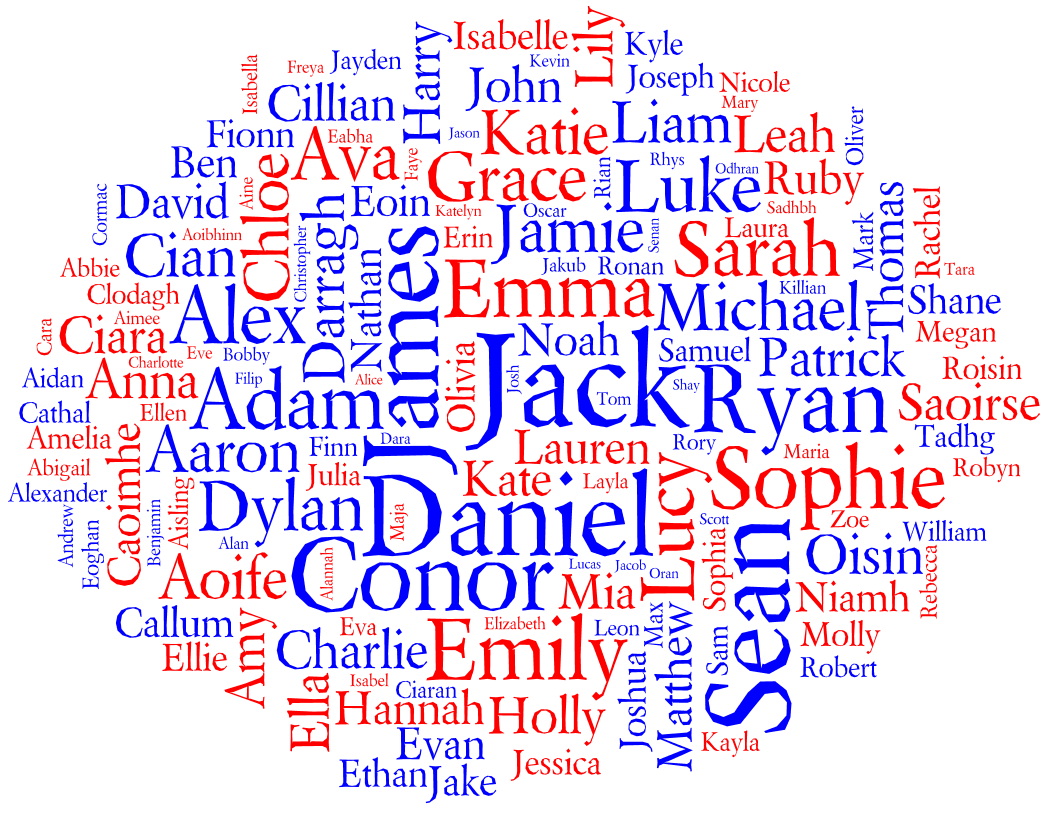 Isabelle
Lily
Kyle
Harry
Kevin
Jayden
Freya
Isabella
John
Joseph
Nicole
Mary
Cillian
Fionn
Eabha
Jason
Katie
Liam
Leah
Oliver
Ben
Ava
Faye
Grace
Rian
Rhys
Odhran
Luke
Ruby
Chloe
Aine
Cormac
David
Eoin
Katelyn
Oscar
Jamie
Senan
Sadhbh
Laura
Mark
Thomas
Rachel
Aoibhinn
Christopher
Darragh
Nathan
Erin
Sarah
Cian
Abbie
Jakub
Ronan
Tara
Clodagh
Alex
James
Emma
Michael
Killian
Shane
Cara
Aimee
Ciara
Noah
Samuel
Patrick
Megan
Eve
Bobby
Charlotte
Olivia
Jack
Josh
Roisin
Aidan
Anna
Filip
Alice
Tom
Shay
Ryan
Adam
Saoirse
Cathal
Ellen
Amelia
Caoimhe
Aaron
Finn
Dara
Lauren
Rory
Maria
Tadhg
Abigail
Julia
Kate
Layla
Lucy
Sophie
Robyn
Alexander
Aisling
Dylan
Maja
Daniel
Scott
Zoe
William
Andrew
Eoghan
Benjamin
Alan
Sean
Oisin
Aoife
Alannah
Conor
Lucas
Jacob
Oran
Mia
Sophia
Niamh
Rebecca
Callum
Eva
Elizabeth
Leon
Max
Molly
Ellie
Amy
Charlie
Emily
Joshua
Matthew
Sam
Robert
Ella
Isabel
Ciaran
Hannah
Holly
Evan
Kayla
Jessica
Ethan
Jake